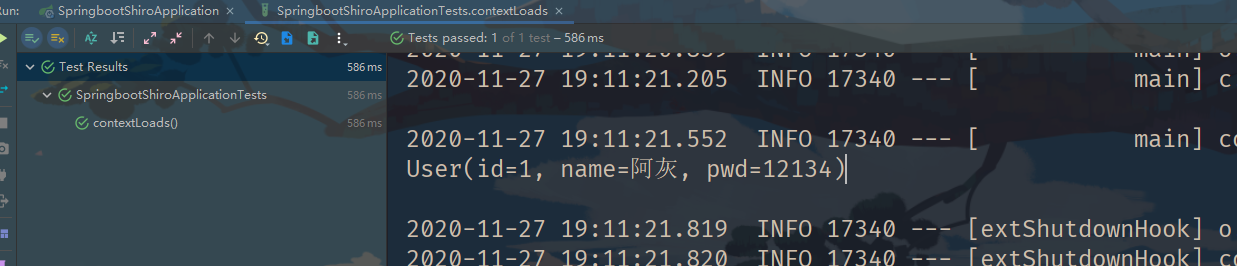 Run:
SpringbootShiroApplication
SpringbootShiroApplicationTests.contextLoads
Tests passed: 1 of 1 test – 586 ms
Test Results 586 ms
SpringbootShiroApplicationTests 586 ms
contextLoads() 586 ms
2020-11-27 19:11:20.859 INFO 17340 --- [ main] o
2020-11-27 19:11:21.205 INFO 17340 --- [ main] c
2020-11-27 19:11:21.552 INFO 17340 --- [ main] co
User(id=1, name=阿灰, pwd=12134)
2020-11-27 19:11:21.819 INFO 17340 --- [extShutdownHook] o
2020-11-27 19:11:21.820 INFO 17340 --- [extShutdownHook] co